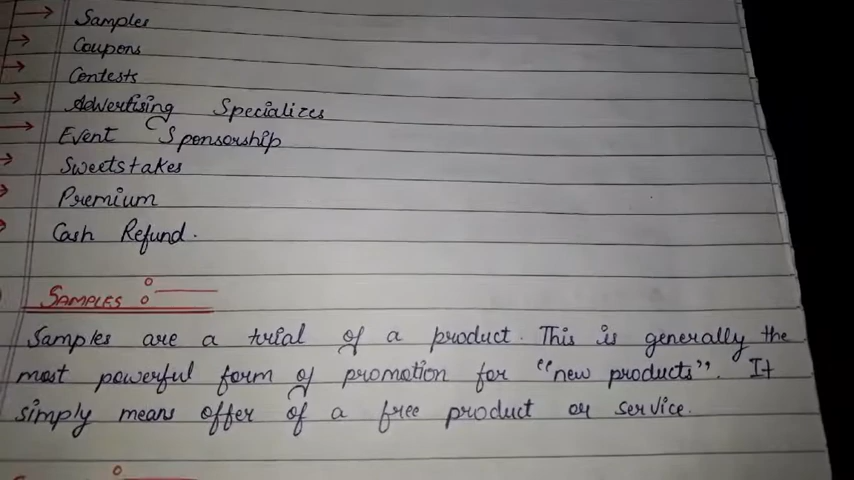 → Samples
→ Coupons
→ Contests
→ Advertising Specializes
→ Event Sponsorship
→ Sweetstakes
→ Premium
→ Cash Refund.
SAMPLES :—
Samples are a trial of a product. This is generally the
most powerful form of promotion for "new products". It
simply means offer of a free product or service.